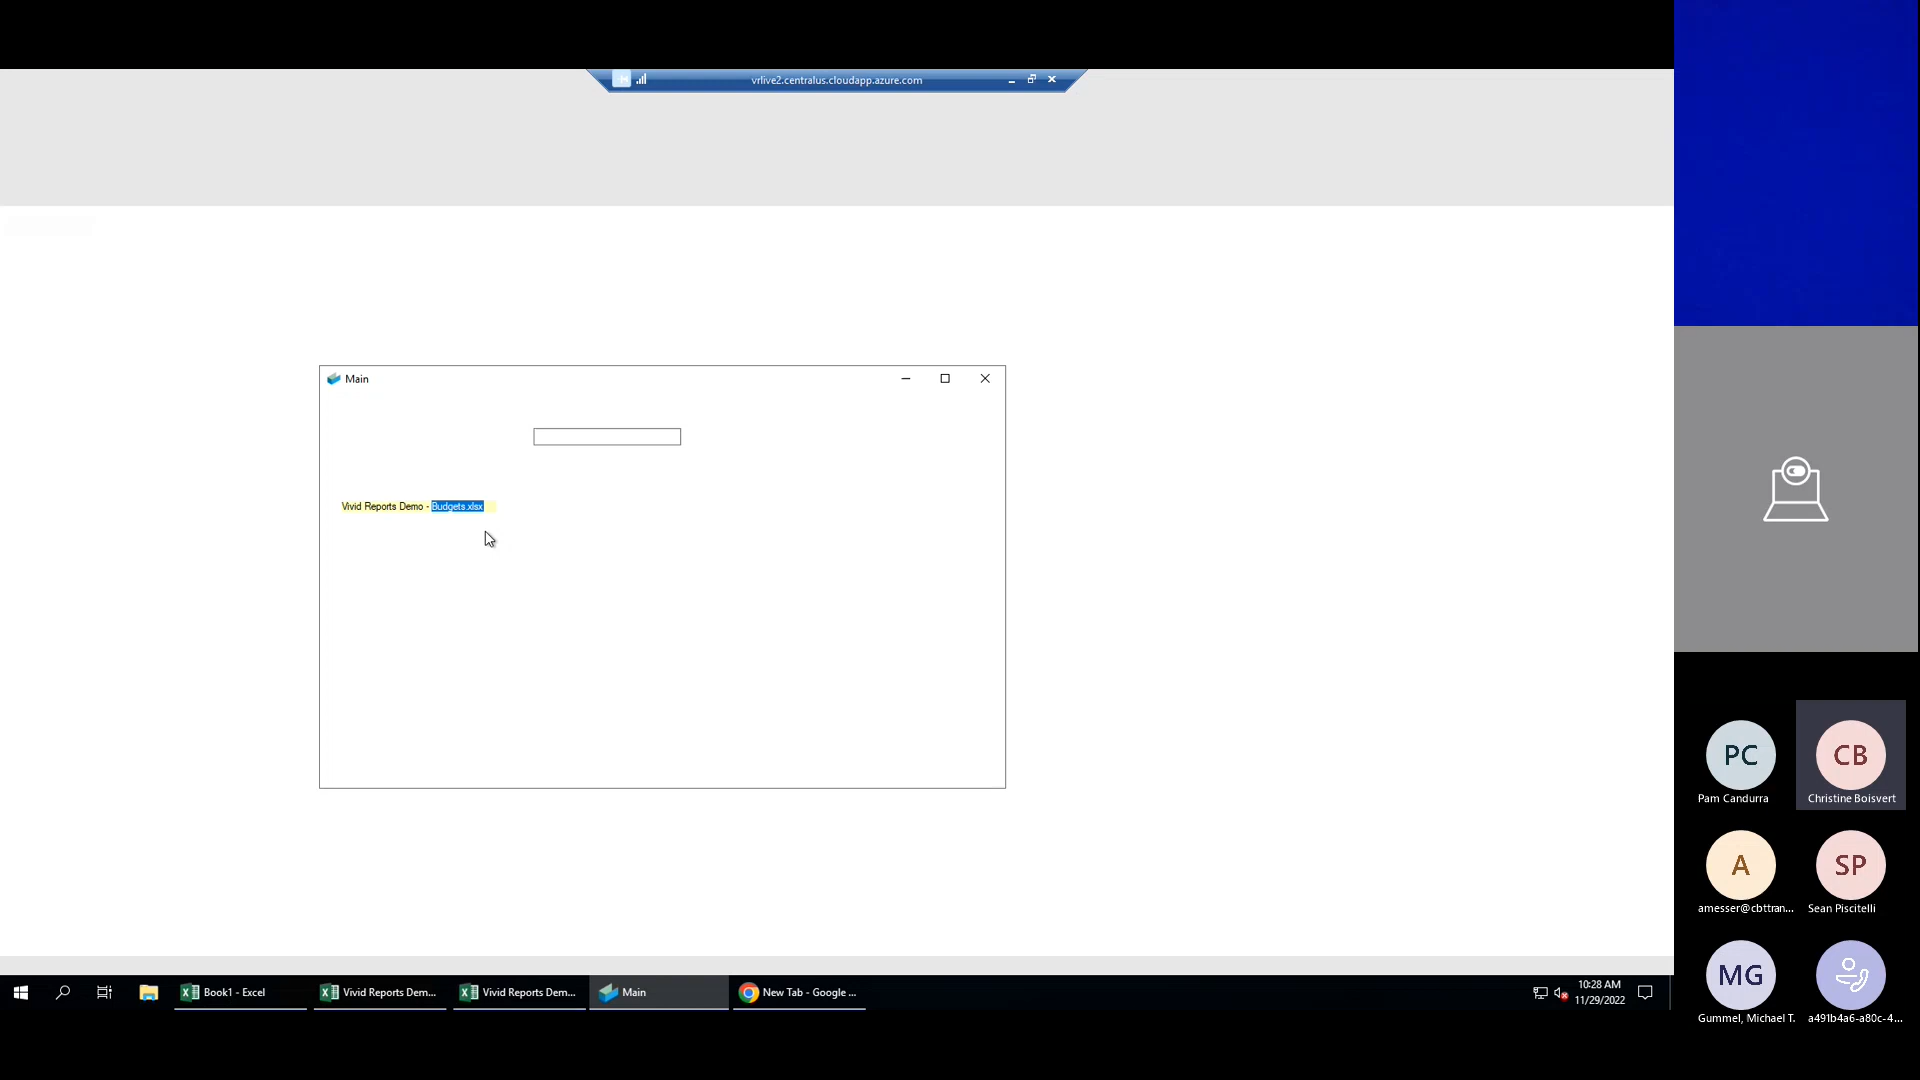 vrlive2.centralus.cloudapp.azure.com
Main
Vivid Reports Demo - Budgets.xlsx
PC
Pam Candurra
CB
Christine Boisvert
A
amesser@cbttran...
SP
Sean Piscitelli
MG
Gummel, Michael T.
a491b4a6-a80c-4...
Book1 - Excel
Vivid Reports Dem...
Vivid Reports Dem...
Main
New Tab - Google ...
10:28 AM
11/29/2022